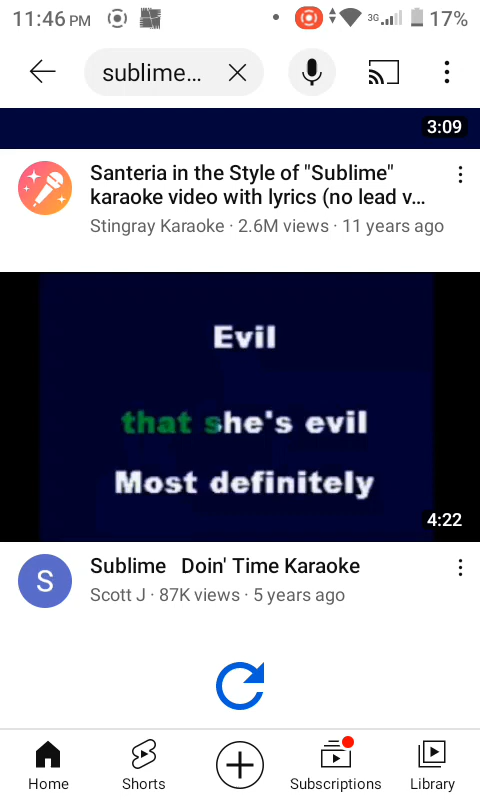 11:46 PM 3G 17%
sublime...
3:09
Santeria in the Style of "Sublime"
karaoke video with lyrics (no lead v...
Stingray Karaoke · 2.6M views · 11 years ago
Evil
that she's evil
Most definitely
4:22
S
Sublime Doin' Time Karaoke
Scott J · 87K views · 5 years ago
Home Shorts Subscriptions Library